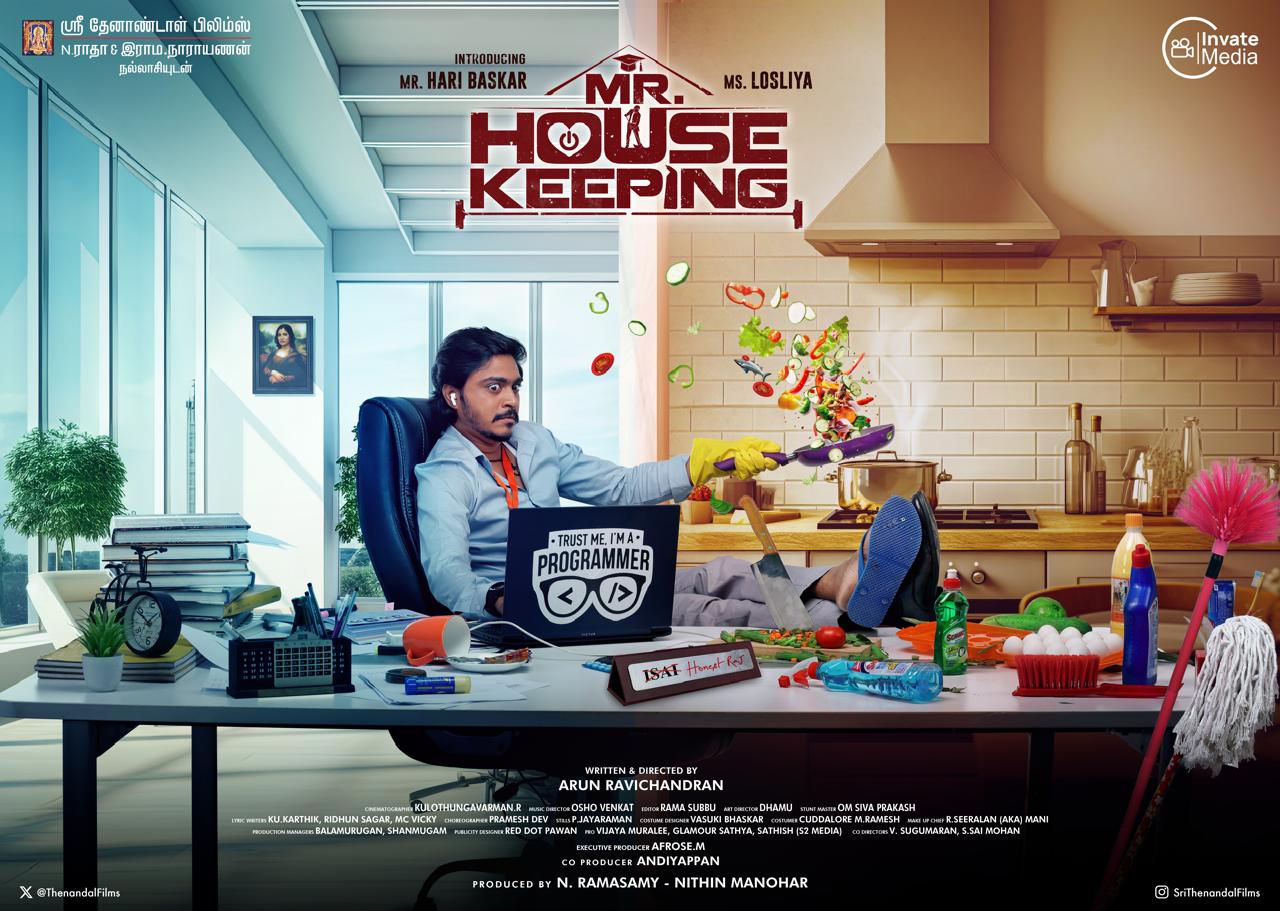 ஸ்ரீ தேனாண்டாள் பிலிம்ஸ்
N.ராதா & இராம.நாராயணன்
நல்லாசியுடன்
Invate
Media
INTRODUCING
MR. HARI BASKAR
MS. LOSLIYA
MR.
HOUSE
KEEPING
TRUST ME, I'M A
PROGRAMMER
</>
ISAI Honest Raj
WRITTEN & DIRECTED BY
ARUN RAVICHANDRAN
CINEMATOGRAPHER KULOTHUNGAVARMAN.R MUSIC DIRECTOR OSHO VENKAT EDITOR RAMA SUBBU ART DIRECTOR DHAMU STUNT MASTER OM SIVA PRAKASH
LYRIC WRITERS KU.KARTHIK, RIDHUN SAGAR, MC VICKY CHOREOGRAPHER PRAMESH DEV STILLS P.JAYARAMAN COSTUME DESIGNER VASUKI BHASKAR COSTUMER CUDDALORE M.RAMESH MAKE UP CHIEF R.SEERALAN (AKA) MANI
PRODUCTION MANAGERS BALAMURUGAN, SHANMUGAM PUBLICITY DESIGNER RED DOT PAWAN PRO VIJAYA MURALEE, GLAMOUR SATHYA, SATHISH (S2 MEDIA) CO DIRECTORS V. SUGUMARAN, S.SAI MOHAN
EXECUTIVE PRODUCER AFROSE.M
CO PRODUCER ANDIYAPPAN
PRODUCED BY N. RAMASAMY - NITHIN MANOHAR
@ThenandalFilms
SriThenandalFilms